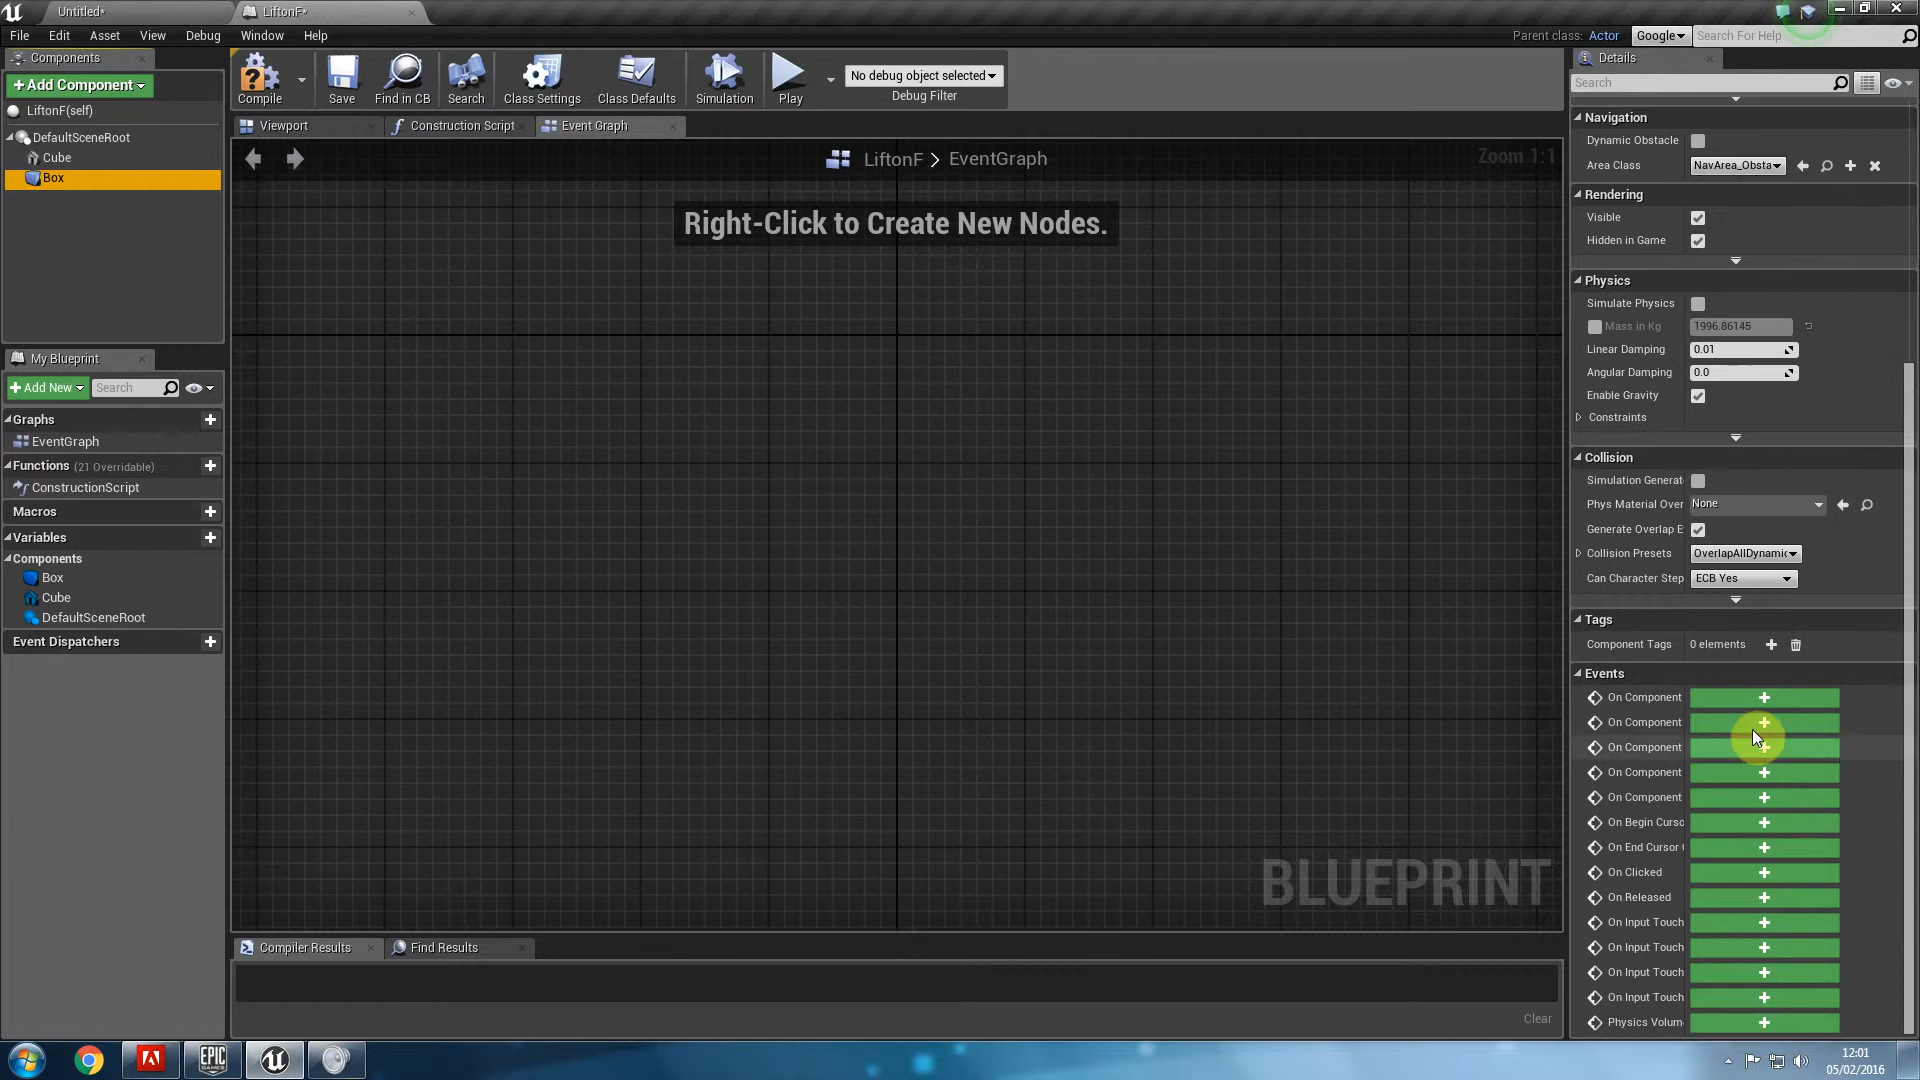 Untitled*
LiftonF*
File Edit Asset View Debug Window Help
Parent class: Actor Google Search For Help
Components
Add Component
LiftonF(self)
DefaultSceneRoot
Cube
Box
Compile Save Find in CB Search Class Settings Class Defaults Simulation Play
No debug object selected
Debug Filter
Viewport Construction Script Event Graph
LiftonF > EventGraph
Zoom 1:1
Right-Click to Create New Nodes.
BLUEPRINT
My Blueprint
Add New Search
Graphs
EventGraph
Functions (21 Overridable)
ConstructionScript
Macros
Variables
Components
Box
Cube
DefaultSceneRoot
Event Dispatchers
Compiler Results Find Results
Clear
Details
Search
Navigation
Dynamic Obstacle
Area Class NavArea_Obsta
Rendering
Visible
Hidden in Game
Physics
Simulate Physics
Mass in Kg 1996.86145
Linear Damping 0.01
Angular Damping 0.0
Enable Gravity
Constraints
Collision
Simulation Generat
Phys Material Over None
Generate Overlap E
Collision Presets OverlapAllDynamic
Can Character Step ECB Yes
Tags
Component Tags 0 elements
Events
On Component
On Component
On Component
On Component
On Component
On Begin Curso
On End Cursor
On Clicked
On Released
On Input Touch
On Input Touch
On Input Touch
On Input Touch
Physics Volum
EPIC
GAMES
12:01
05/02/2016